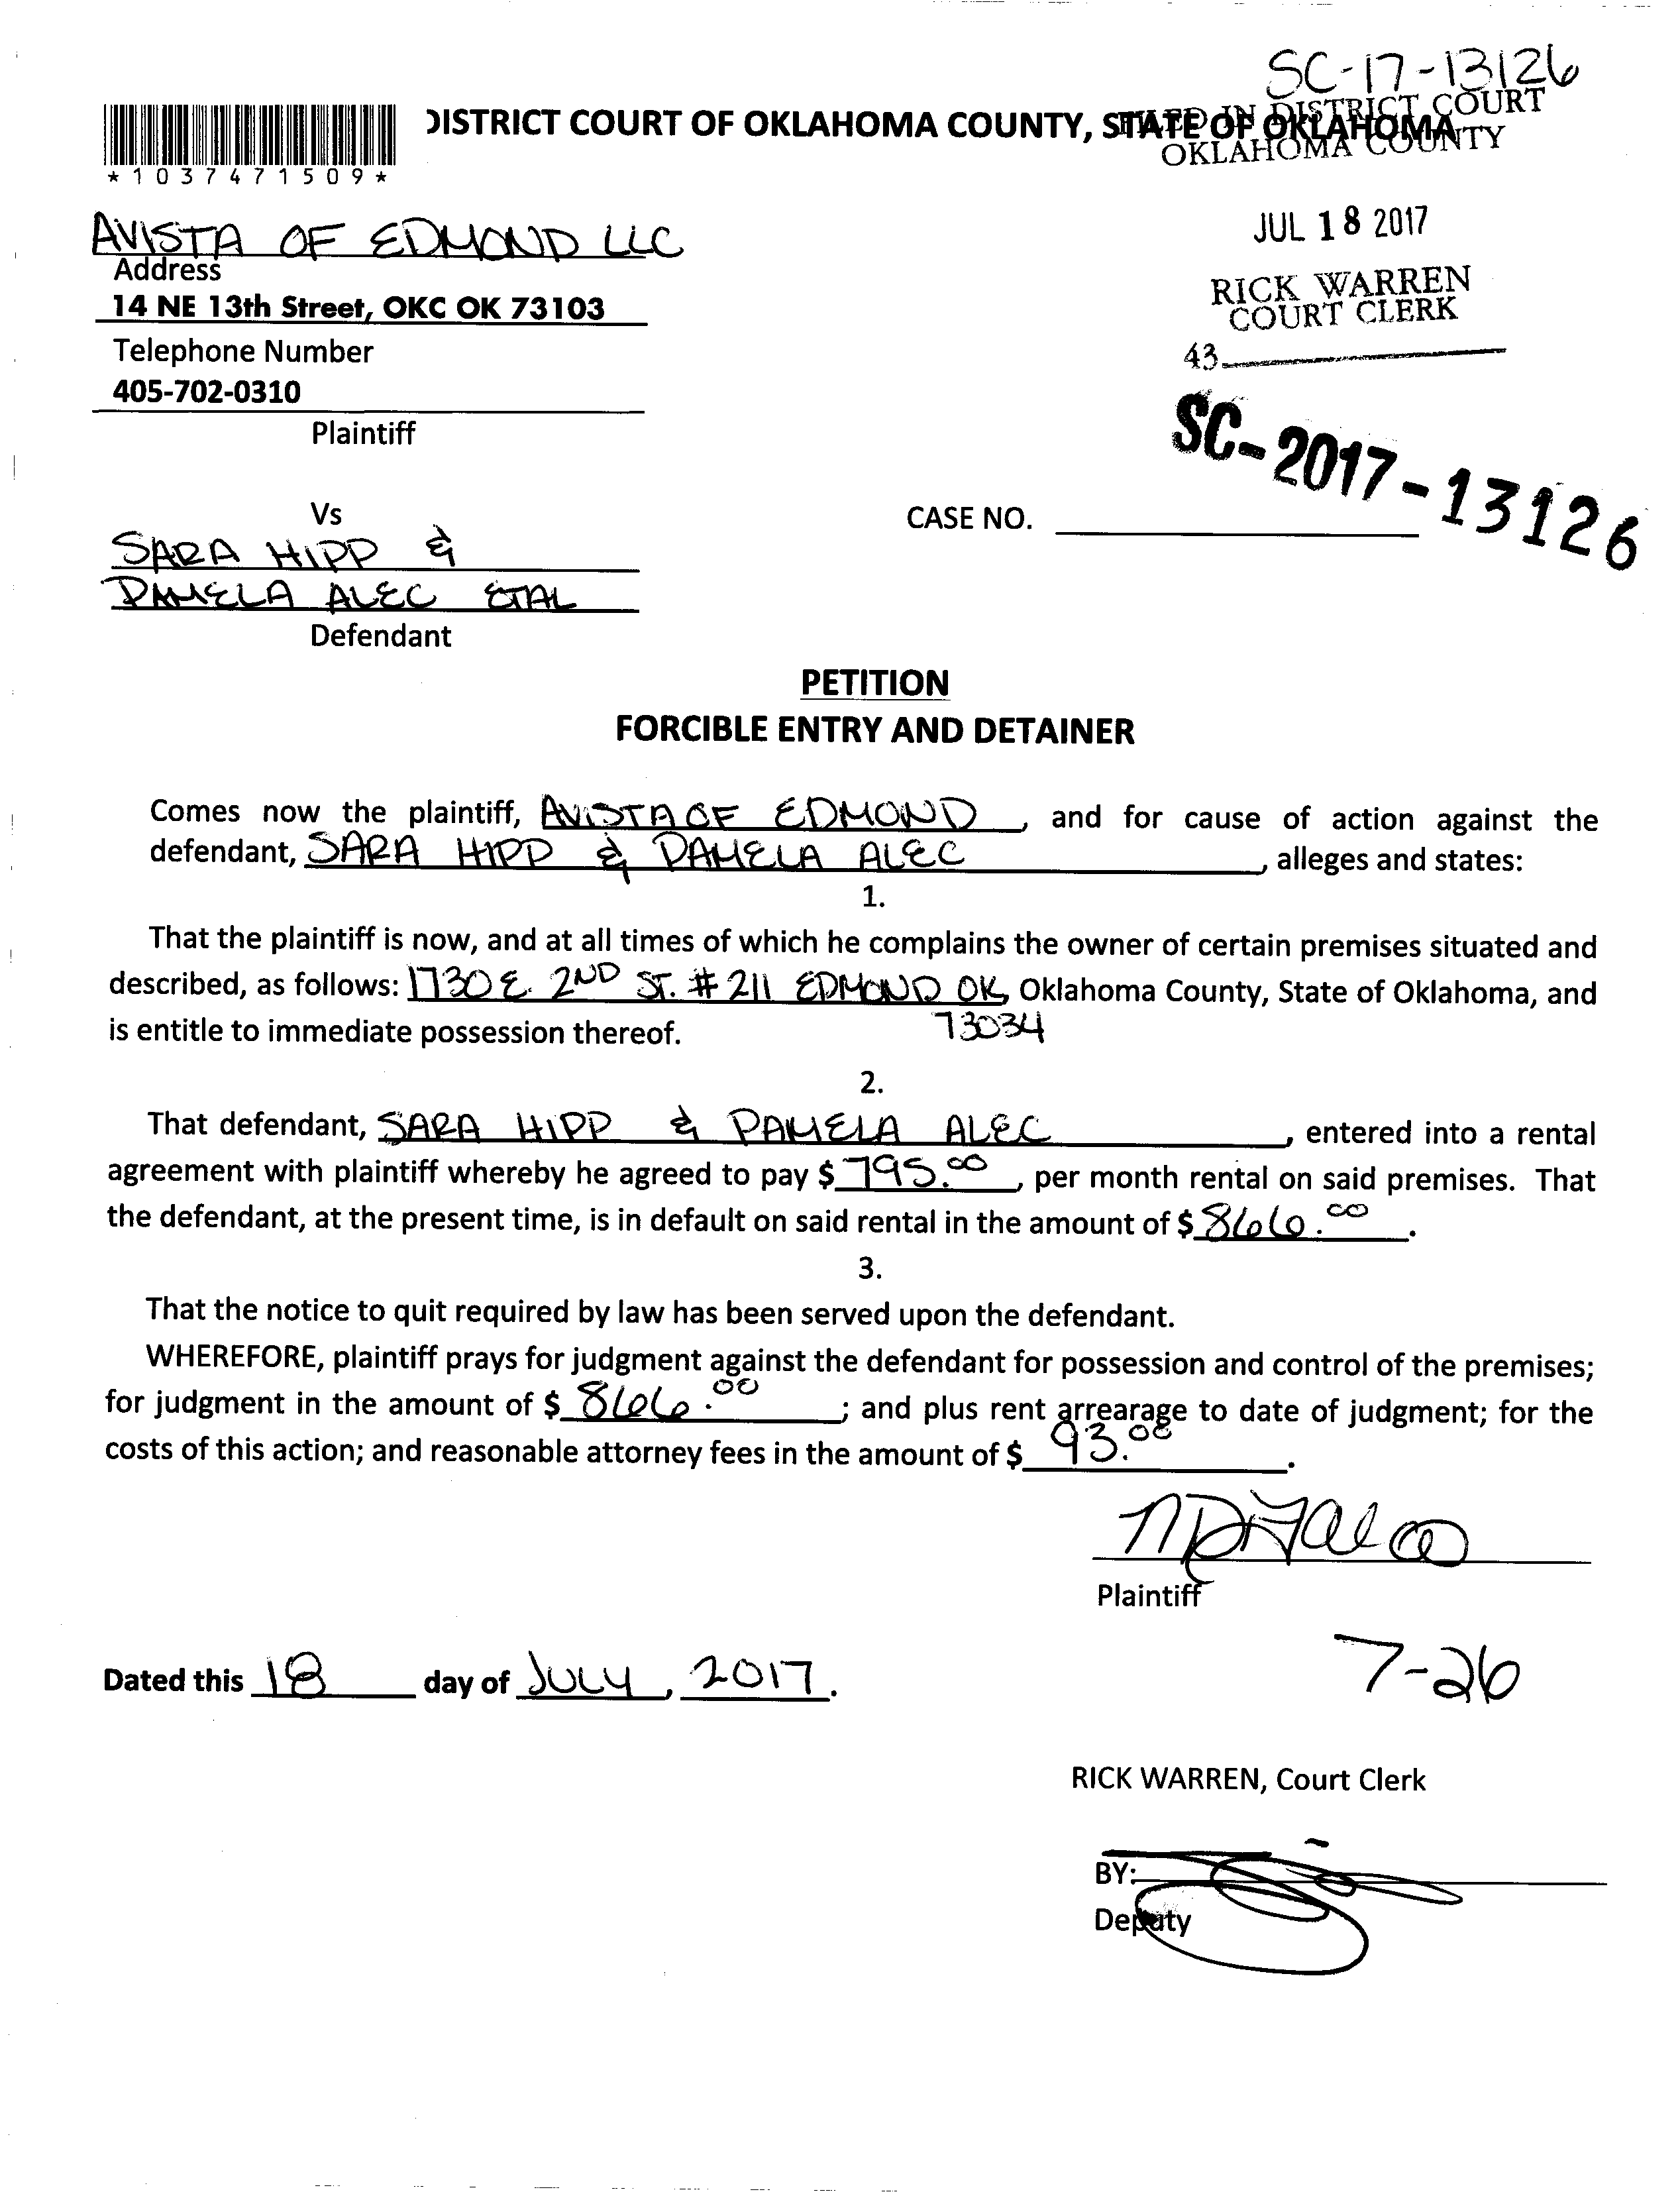 SC-17-13126
DISTRICT COURT OF OKLAHOMA COUNTY, STATE OF OKLAHOMA
FILED IN DISTRICT COURT
OKLAHOMA COUNTY
*1037471509*
JUL 18 2017
RICK WARREN
COURT CLERK
43
AVISTA OF EDMOND LLC
Address
14 NE 13th Street, OKC OK 73103
Telephone Number
405-702-0310
Plaintiff
SC-2017-13126
Vs
CASE NO.
SARA HIPP &
PAMELA ALEC ETAL
Defendant
PETITION
FORCIBLE ENTRY AND DETAINER
Comes now the plaintiff, AVISTA OF EDMOND, and for cause of action against the
defendant, SARA HIPP & PAMELA ALEC, alleges and states:
1.
That the plaintiff is now, and at all times of which he complains the owner of certain premises situated and
described, as follows: 1730 E. 2ND ST. #211 EDMOND OK, Oklahoma County, State of Oklahoma, and
is entitle to immediate possession thereof. 73034
2.
That defendant, SARA HIPP & PAMELA ALEC, entered into a rental
agreement with plaintiff whereby he agreed to pay $ 795.00, per month rental on said premises. That
the defendant, at the present time, is in default on said rental in the amount of $ 866.00.
3.
That the notice to quit required by law has been served upon the defendant.
WHEREFORE, plaintiff prays for judgment against the defendant for possession and control of the premises;
for judgment in the amount of $ 866.00; and plus rent arrearage to date of judgment; for the
costs of this action; and reasonable attorney fees in the amount of $ 93.00.
Plaintiff
7-26
Dated this 18 day of JULY, 2017.
RICK WARREN, Court Clerk
BY:
Deputy